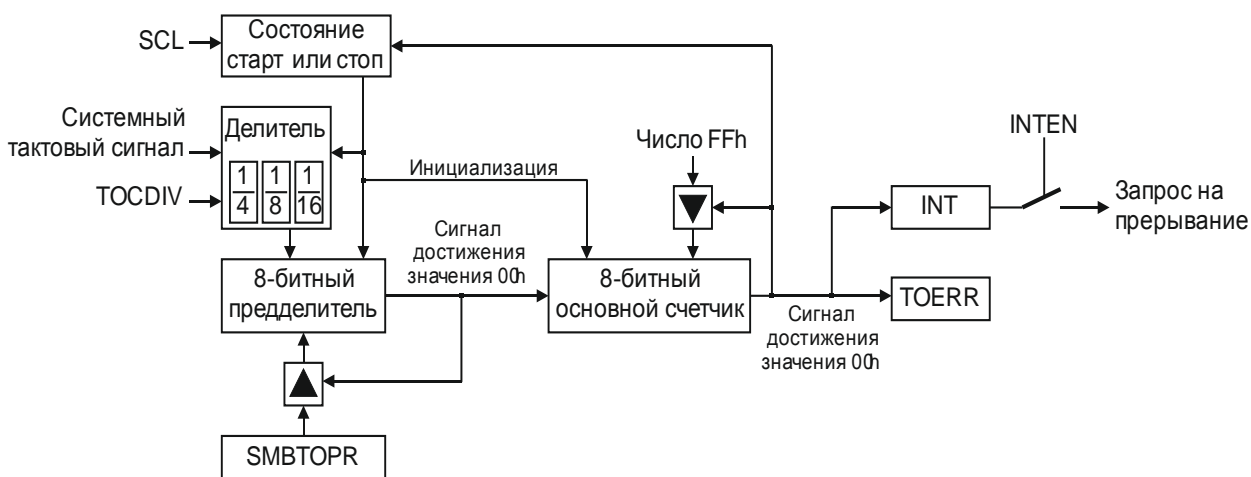 Состояние
старт или стоп
SCL
Системный
тактовый сигнал
TOCDIV
Делитель
1
4
1
8
1
16
Инициализация
Число FFh
INTEN
INT
Запрос на
прерывание
Сигнал
достижения
значения 00h
8-битный
предделитель
8-битный
основной счетчик
TOERR
Сигнал
достижения
значения 00h
SMBTOPR